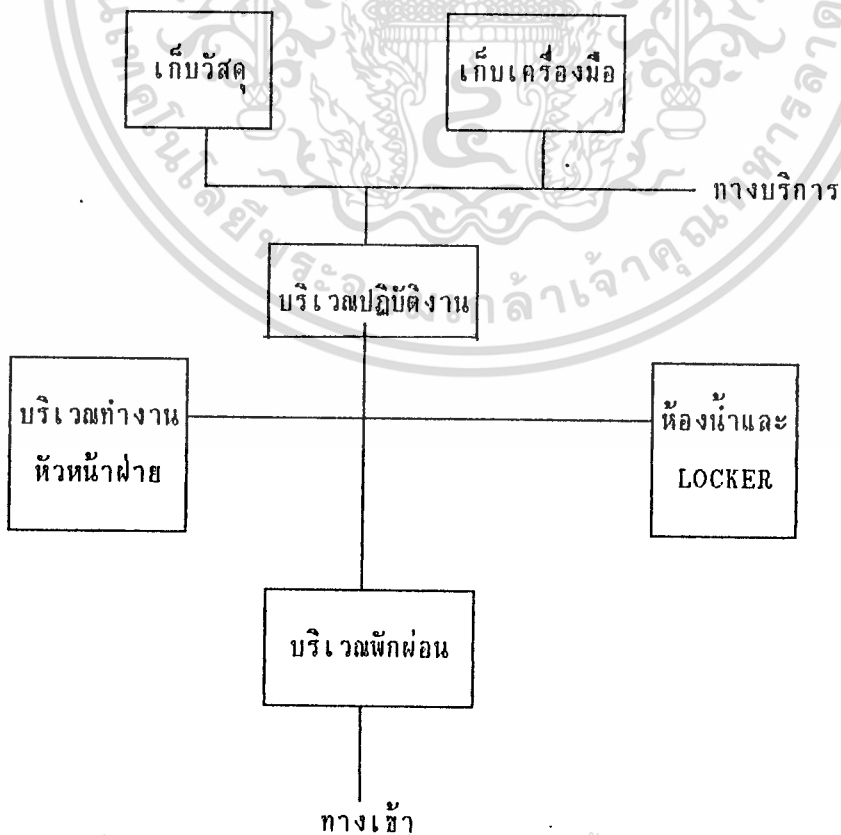 เก็บวัสดุ
เก็บเครื่องมือ
ทางบริการ
บริเวณปฏิบัติงาน
บริเวณทำงาน
หัวหน้าฝ่าย
ห้องน้ำและ
LOCKER
บริเวณพักผ่อน
ทางเข้า